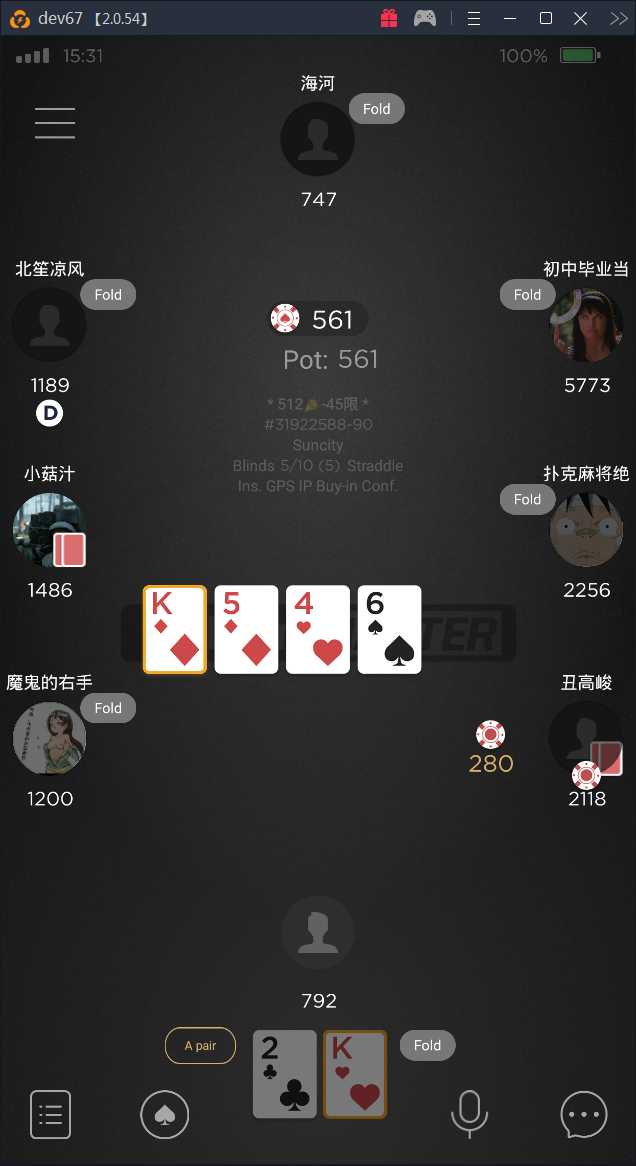 dev67 【2.0.54】
15:31
100%
海河
Fold
747
北笙凉风
Fold
初中毕业当
Fold
561
1189
Pot: 561
5773
D
* 512🍕-45限 *
#31922588-90
Suncity
Blinds 5/10 (5) Straddle
Ins. GPS IP Buy-in Conf.
小菇汁
扑克麻将绝
Fold
1486
2256
K
5
4
6
魔鬼的右手
Fold
丑高峻
280
1200
2118
792
A pair
2
K
Fold